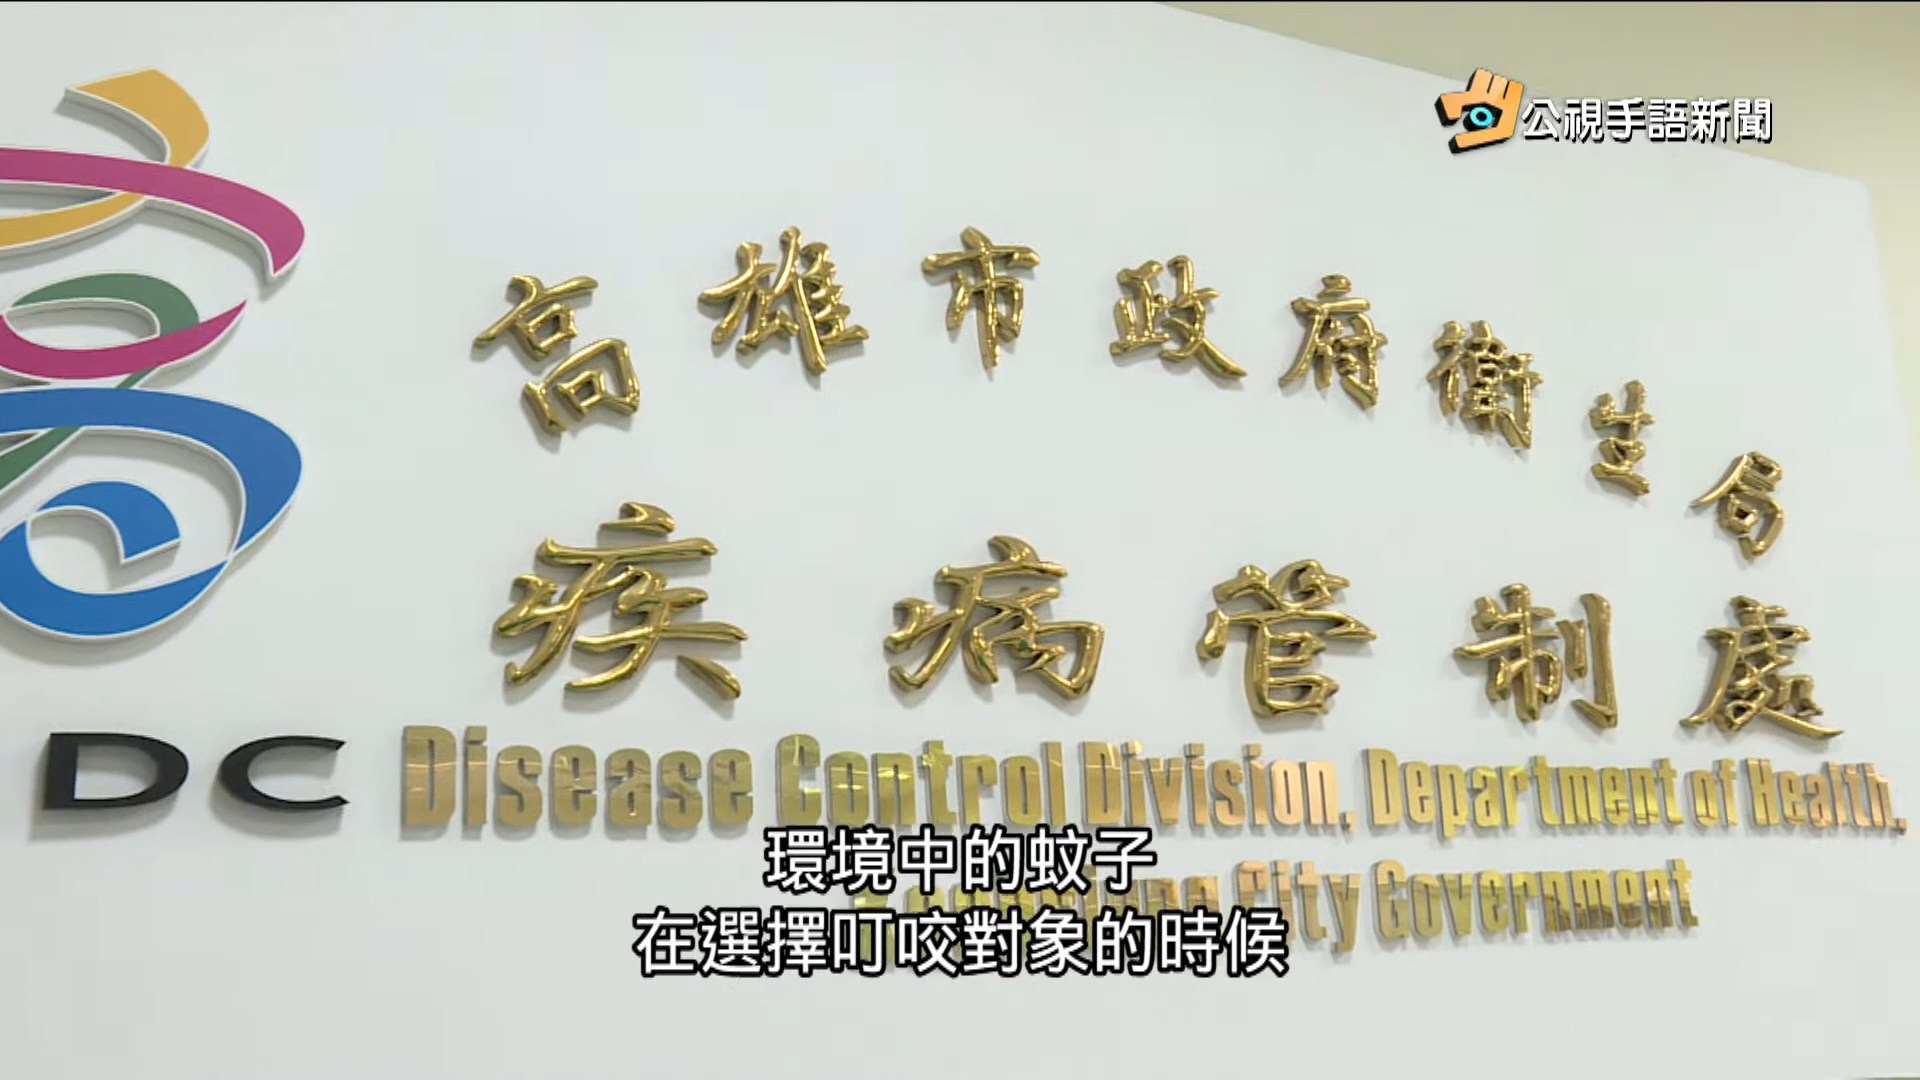 公視手語新聞
高雄市政府衛生局
疾病管制處
DC
Disease Control Division, Department of Health,
City Government
環境中的蚊子
在選擇叮咬對象的時候